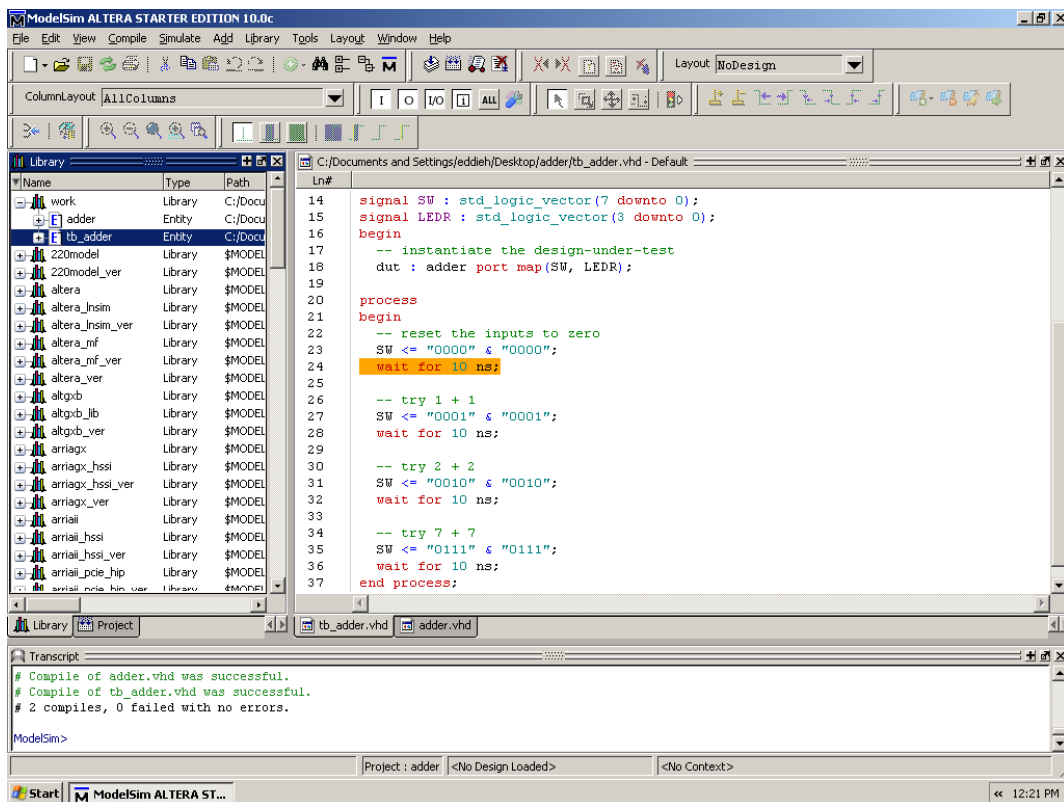 ModelSim ALTERA STARTER EDITION 10.0c
File Edit View Compile Simulate Add Library Tools Layout Window Help
Layout NoDesign
ColumnLayout AllColumns
I O I/O ALL
Library
C:/Documents and Settings/eddieh/Desktop/adder/tb_adder.vhd - Default
Name Type Path
work Library C:/Docu
adder Entity C:/Docu
tb_adder Entity C:/Docu
220model Library $MODEL
220model_ver Library $MODEL
altera Library $MODEL
altera_lnsim Library $MODEL
altera_lnsim_ver Library $MODEL
altera_mf Library $MODEL
altera_mf_ver Library $MODEL
altera_ver Library $MODEL
altgxb Library $MODEL
altgxb_lib Library $MODEL
altgxb_ver Library $MODEL
arriagx Library $MODEL
arriagx_hssi Library $MODEL
arriagx_hssi_ver Library $MODEL
arriagx_ver Library $MODEL
arriaii Library $MODEL
arriaii_hssi Library $MODEL
arriaii_hssi_ver Library $MODEL
arriaii_pcie_hip Library $MODEL
arriaii_pcie_hip_ver Library $MODEL
Library Project
Ln#
14 signal SW : std_logic_vector(7 downto 0);
15 signal LEDR : std_logic_vector(3 downto 0);
16 begin
17 -- instantiate the design-under-test
18 dut : adder port map(SW, LEDR);
19
20 process
21 begin
22 -- reset the inputs to zero
23 SW <= "0000" & "0000";
24 wait for 10 ns;
25
26 -- try 1 + 1
27 SW <= "0001" & "0001";
28 wait for 10 ns;
29
30 -- try 2 + 2
31 SW <= "0010" & "0010";
32 wait for 10 ns;
33
34 -- try 7 + 7
35 SW <= "0111" & "0111";
36 wait for 10 ns;
37 end process;
tb_adder.vhd adder.vhd
Transcript
# Compile of adder.vhd was successful.
# Compile of tb_adder.vhd was successful.
# 2 compiles, 0 failed with no errors.
ModelSim>
Project : adder <No Design Loaded> <No Context>
Start ModelSim ALTERA ST... « 12:21 PM